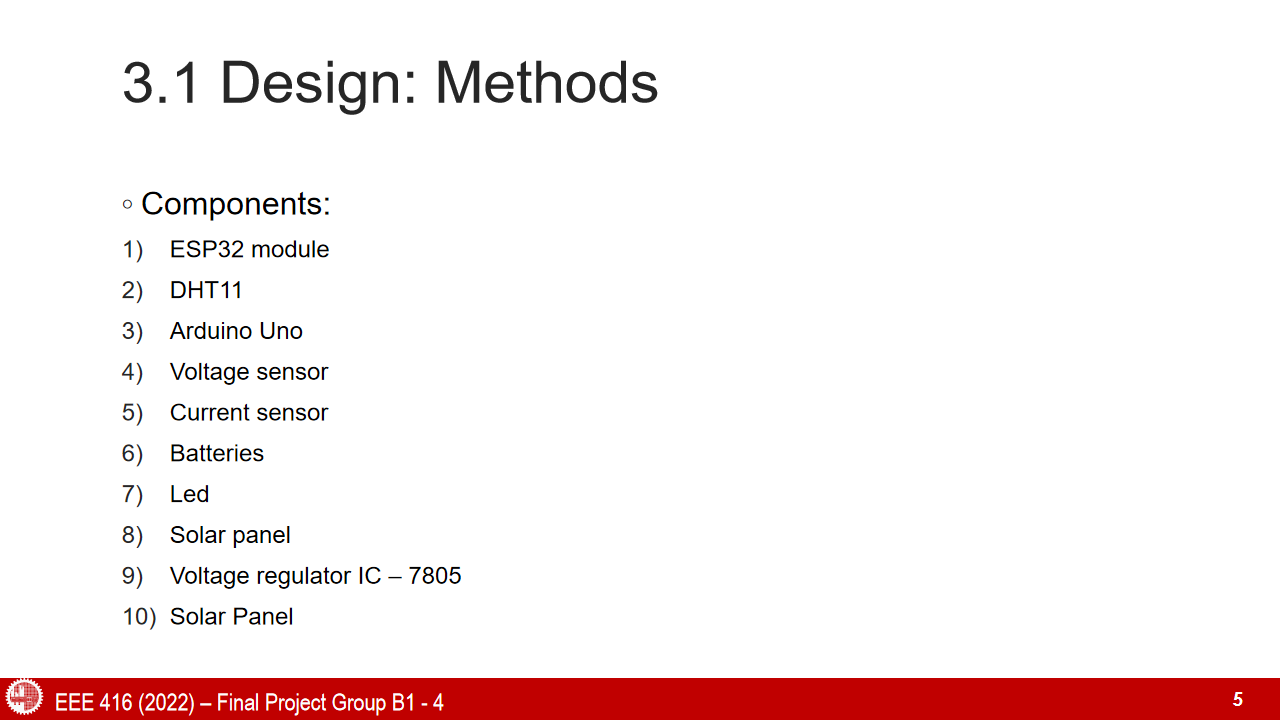 3.1 Design: Methods
◦ Components:
1) ESP32 module
2) DHT11
3) Arduino Uno
4) Voltage sensor
5) Current sensor
6) Batteries
7) Led
8) Solar panel
9) Voltage regulator IC – 7805
10) Solar Panel
EEE 416 (2022) – Final Project Group B1 - 4
5